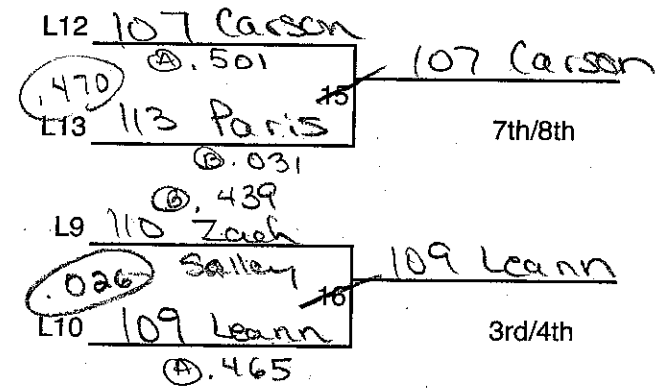 L12 107 Carson
Ⓐ .501
107 Carson
.470
15
L13 113 Paris
7th/8th
Ⓑ .031
Ⓑ .439
L9 110 Zach
Salley
109 Leann
.026
16
L10 109 Leann
3rd/4th
Ⓐ .465